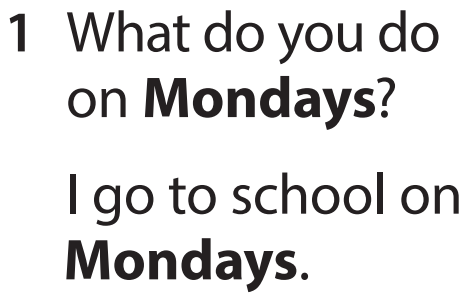 1 What do you do
on Mondays?
I go to school on
Mondays.